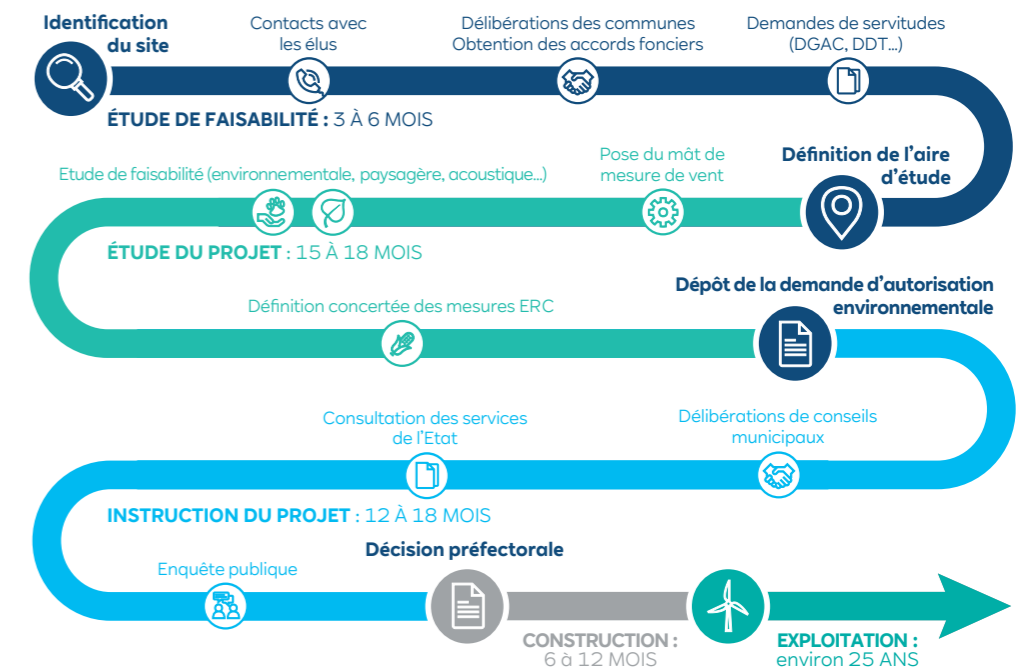 Identification
du site
Contacts avec
les élus
Délibérations des communes
Obtention des accords fonciers
Demandes de servitudes
(DGAC, DDT...)
ÉTUDE DE FAISABILITÉ : 3 À 6 MOIS
Etude de faisabilité (environnementale, paysagère, acoustique...)
Pose du mât de
mesure de vent
Définition de l'aire
d'étude
ÉTUDE DU PROJET : 15 À 18 MOIS
Définition concertée des mesures ERC
Dépôt de la demande d'autorisation
environnementale
Consultation des services
de l'Etat
Délibérations de conseils
municipaux
INSTRUCTION DU PROJET : 12 À 18 MOIS
Enquête publique
Décision préfectorale
CONSTRUCTION :
6 à 12 MOIS
EXPLOITATION :
environ 25 ANS